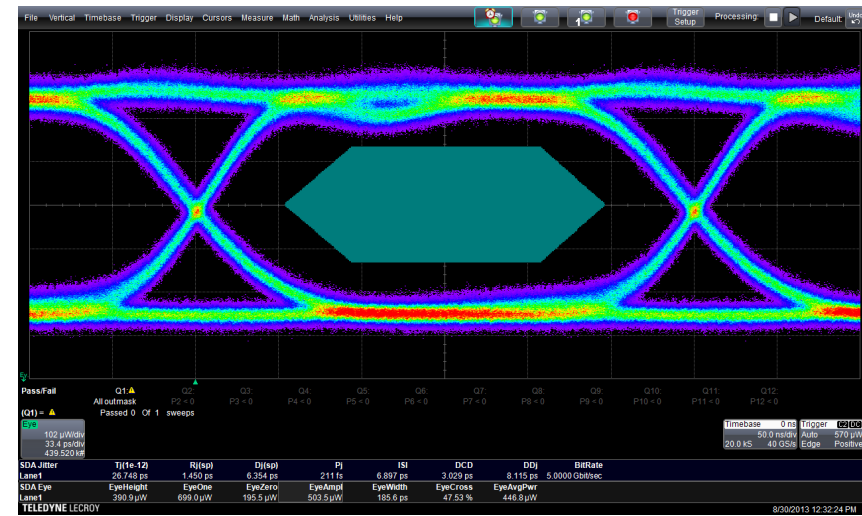 File Vertical Timebase Trigger Display Cursors Measure Math Analysis Utilities Help 1 Trigger Setup Processing: Default Undo
Ey
Pass/Fail Q1: Q2: Q3: Q4: Q5: Q6: Q7: Q8: Q9: Q10: Q11: Q12:
All outmask P2 < 0 P3 < 0 P4 < 0 P5 < 0 P6 < 0 P7 < 0 P8 < 0 P9 < 0 P10 < 0 P11 < 0 P12 < 0
(Q1) = Passed 0 Of 1 sweeps
Eye
102 µW/div
33.4 ps/div
439.520 k#
Timebase 0 ns Trigger C3 DC
50.0 ns/div Auto 570 µW
20.0 kS 40 GS/s Edge Positive
SDA Jitter Tj(1e-12) Rj(sp) Dj(sp) Pj ISI DCD DDj BitRate
Lane1 26.748 ps 1.450 ps 6.354 ps 211 fs 6.897 ps 3.029 ps 8.115 ps 5.0000 Gbit/sec
SDA Eye EyeHeight EyeOne EyeZero EyeAmpl EyeWidth EyeCross EyeAvgPwr
Lane1 390.9 µW 699.0 µW 195.5 µW 503.5 µW 185.6 ps 47.53 % 446.8 µW
TELEDYNE LECROY 8/30/2013 12:32:24 PM